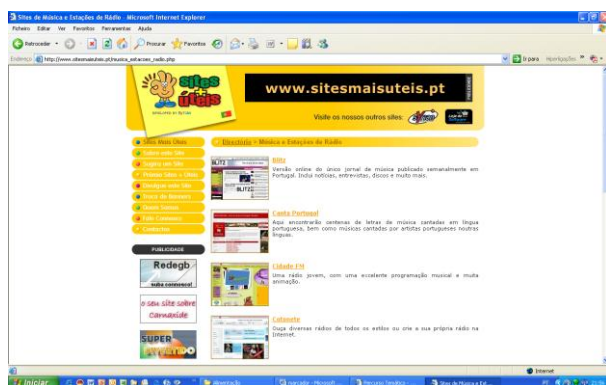 Sites de Música e Estações de Rádio - Microsoft Internet Explorer
Ficheiro Editar Ver Favoritos Ferramentas Ajuda
Retroceder Procurar Favoritos
Endereço http://www.sitesmaisuteis.pt/musica_estacoes_radio.php Ir para
sites
+
úteis
www.sitesmaisuteis.pt
PUBLICIDADE
Visite os nossos outros sites:
Sites Mais Úteis
Sobre este Site
Sugira um Site
Prémio Sites + Úteis
Divulgue este Site
Troca de Banners
Quem Somos
Fale Connosco
Contactos
PUBLICIDADE
Redegb
suba connosco!
o seu site sobre
Carnaxide
SUPER
Directório > Música e Estações de Rádio
Blitz
Versão online do único jornal de música publicado semanalmente em
Portugal. Inclui notícias, entrevistas, discos e muito mais.
Canta Portugal
Aqui encontrarão centenas de letras de música cantadas em língua
portuguesa, bem como músicas cantadas por artistas portugueses noutras
línguas.
Cidade FM
Uma rádio jovem, com uma excelente programação musical e muita
animação.
Cotonete
Ouça diversas rádios de todos os estilos ou crie a sua própria rádio na
Internet.
Internet
Iniciar